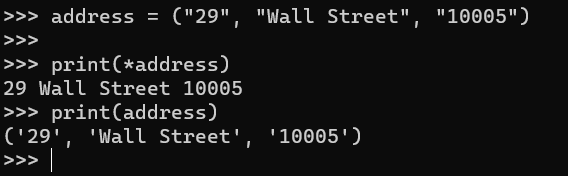 >>> address = ("29", "Wall Street", "10005")
>>>
>>> print(*address)
29 Wall Street 10005
>>> print(address)
('29', 'Wall Street', '10005')
>>>